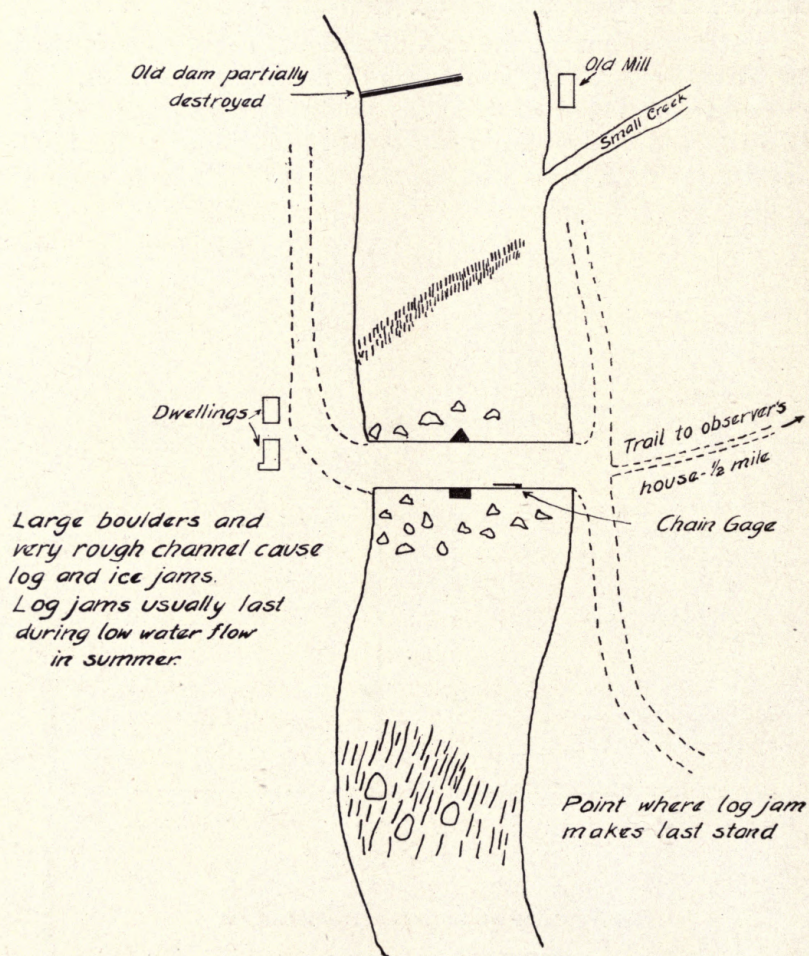 Old dam partially
destroyed
Old Mill
Small Creek
Dwellings
Trail to observer's
house-½ mile
Chain Gage
Large boulders and
very rough channel cause
log and ice jams.
Log jams usually last
during low water flow
in summer.
Point where log jam
makes last stand